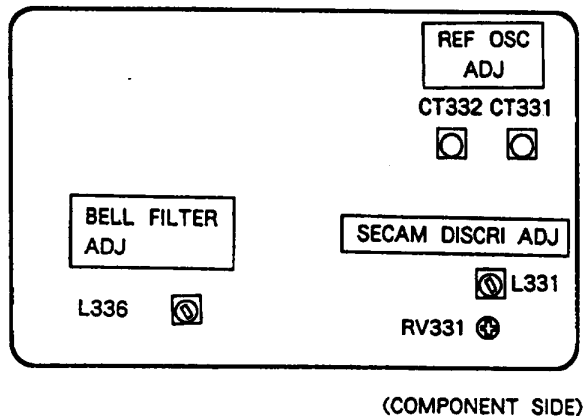 REF OSC
ADJ
CT332 CT331
BELL FILTER
ADJ
SECAM DISCRI ADJ
L336
L331
RV331
(COMPONENT SIDE)